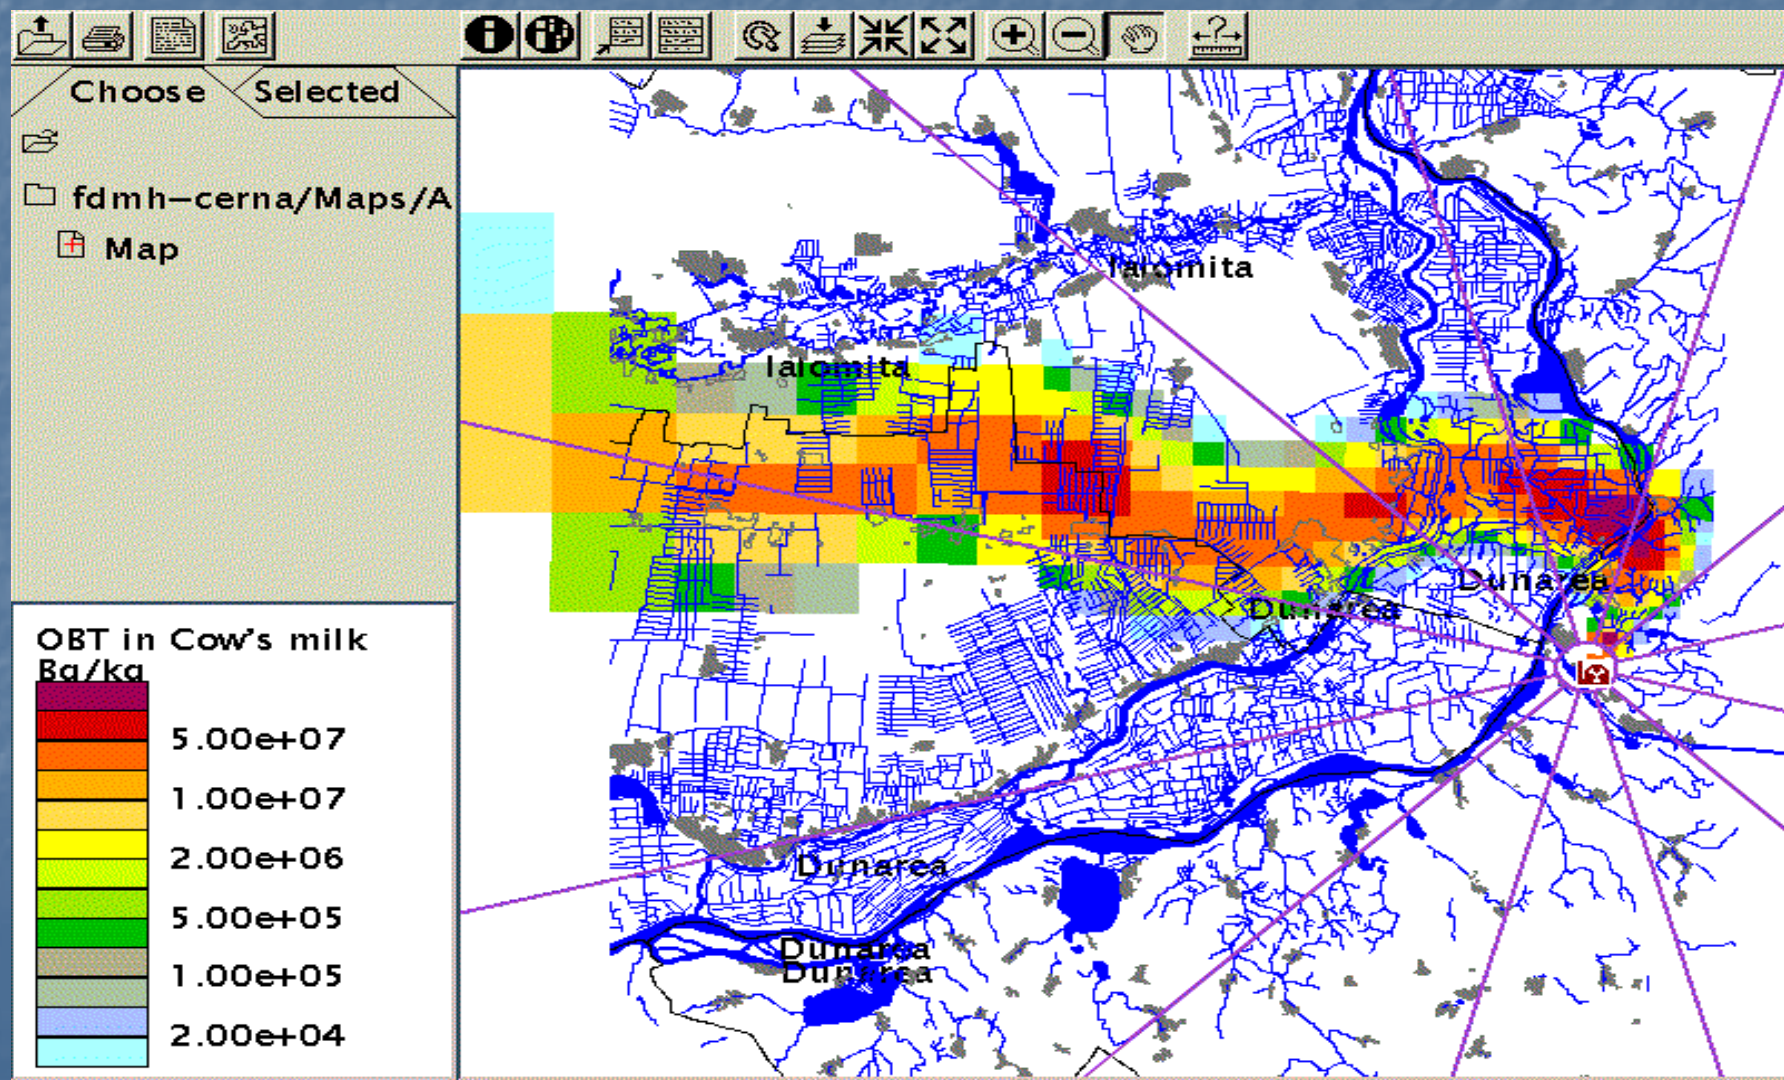 Choose
Selected
fdmh-cerna/Maps/A
Map
OBT in Cow's milk
Bq/kg
5.00e+07
1.00e+07
2.00e+06
5.00e+05
1.00e+05
2.00e+04
Ialomita
Ialomita
Dunarea
Dunarea
Dunarea
Dunarea
Dunarea